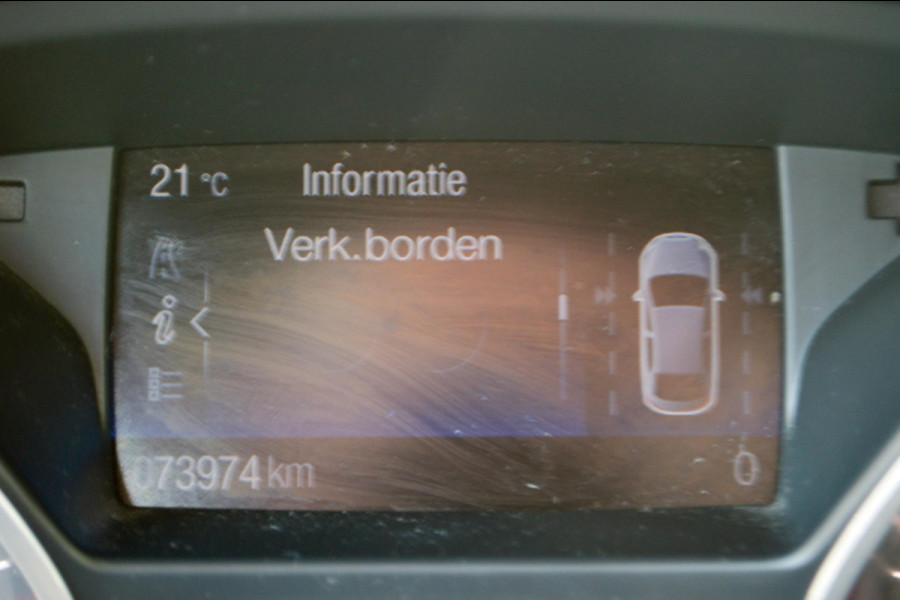 21 °C Informatie
Verk.borden
073974 km 0